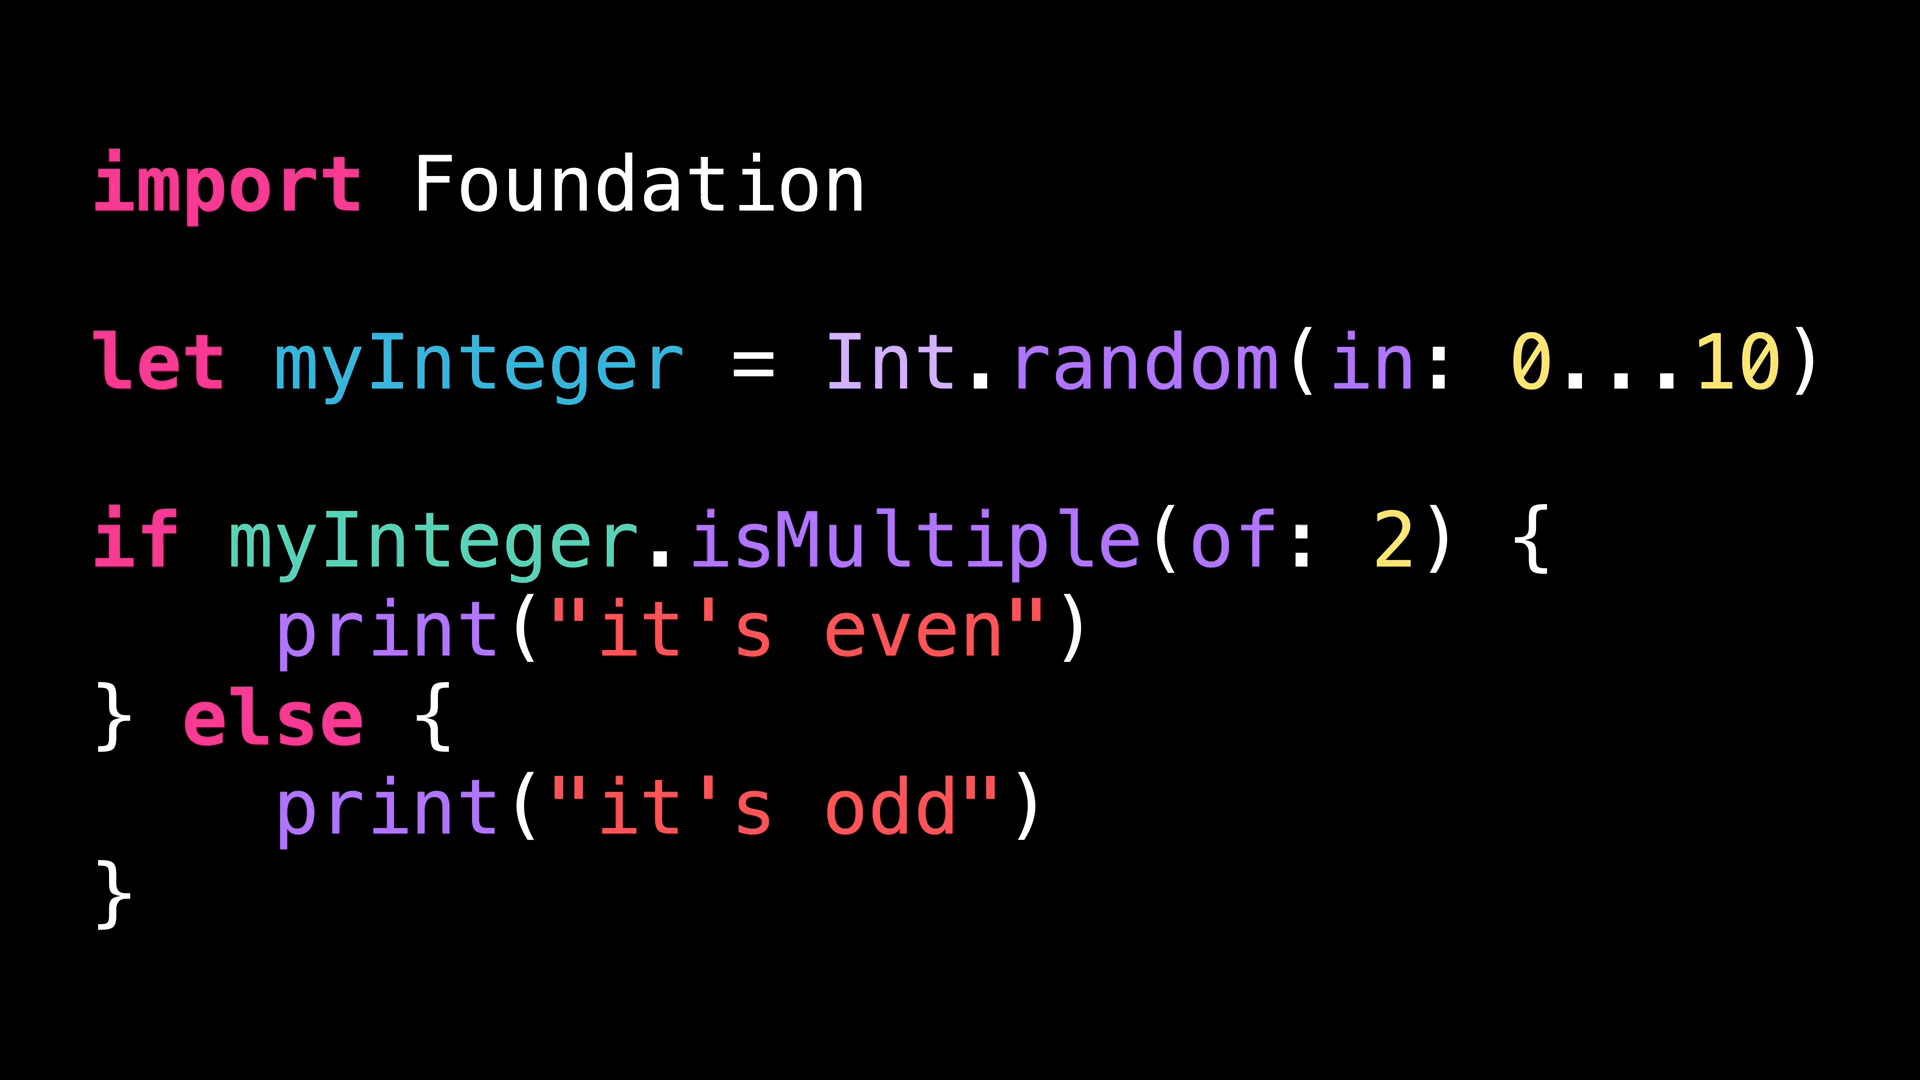 import Foundation
let myInteger = Int.random(in: 0...10)
if myInteger.isMultiple(of: 2) {
    print("it's even")
} else {
    print("it's odd")
}